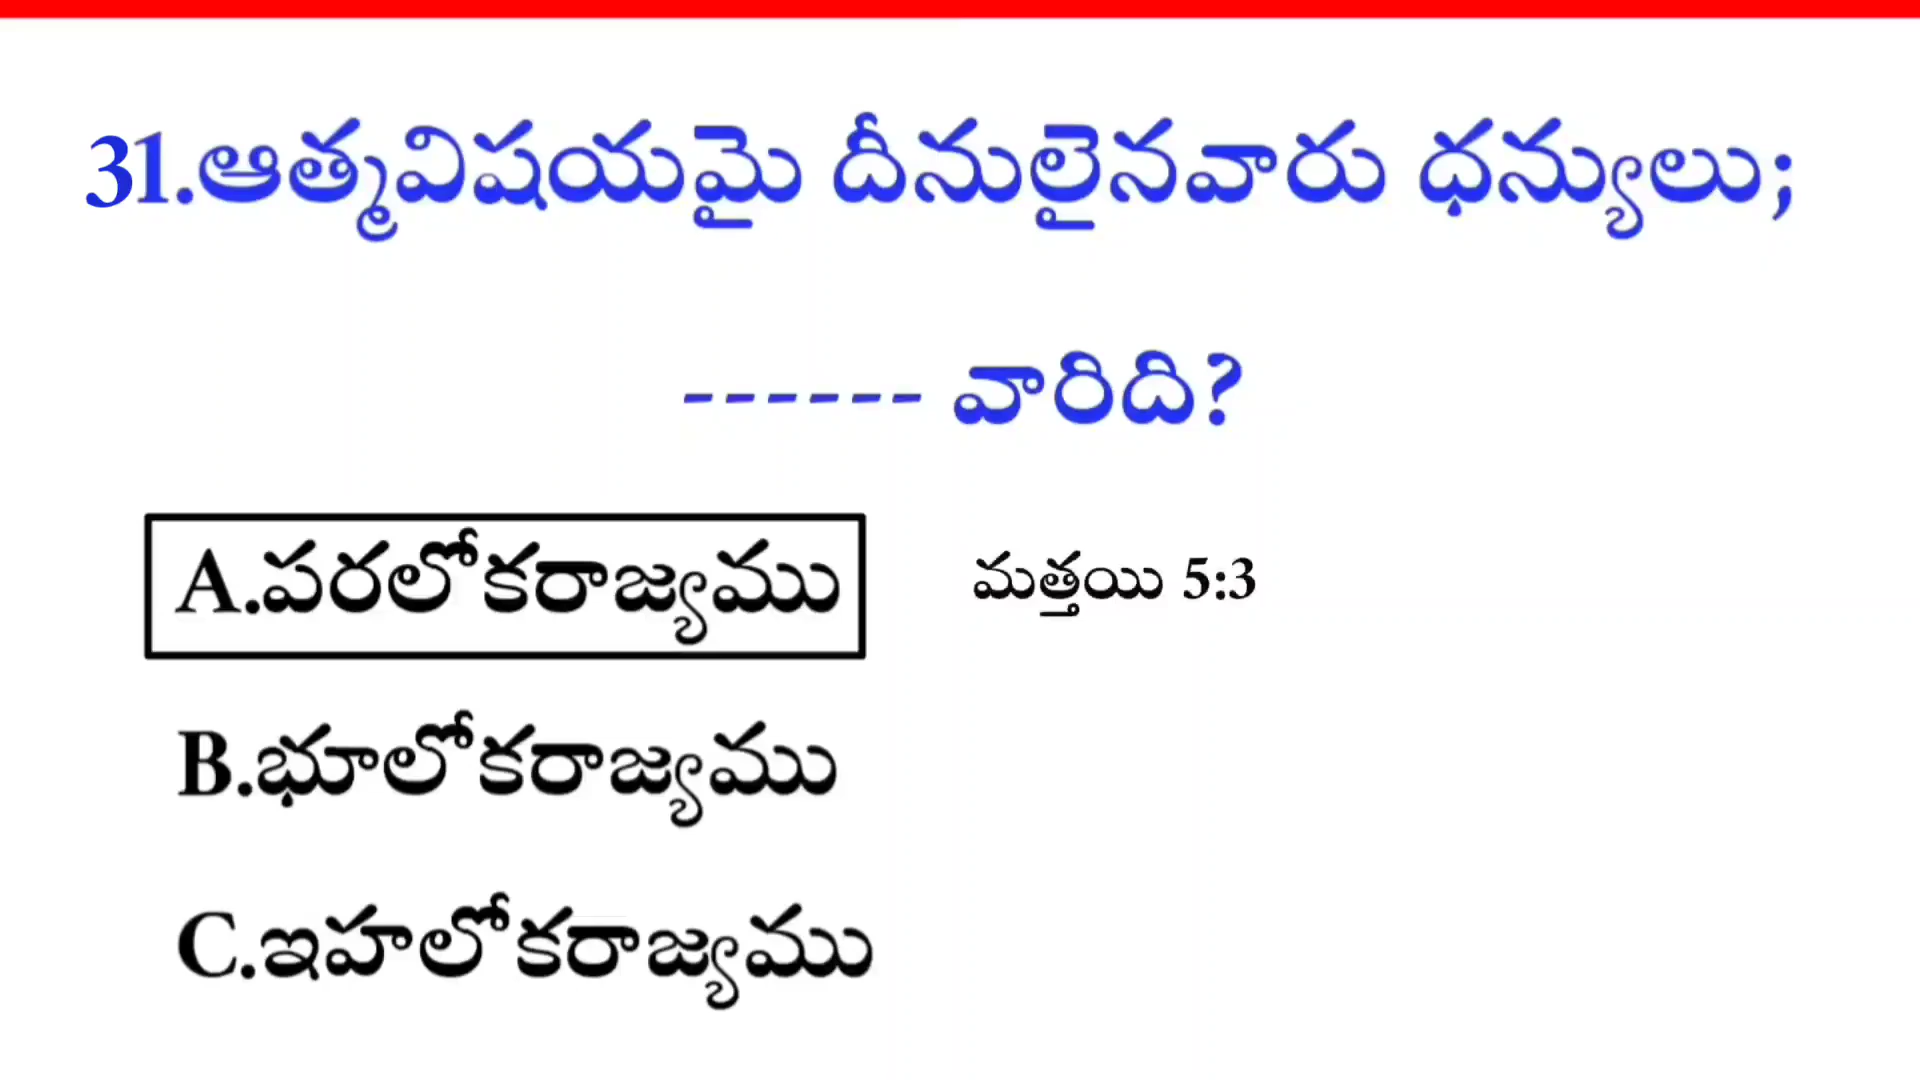 31.ఆత్మవిషయమై దీనులైనవారు ధన్యులు;
------ వారిది?
A.పరలోకరాజ్యము
మత్తయి 5:3
B.భూలోకరాజ్యము
C.ఇహలోకరాజ్యము